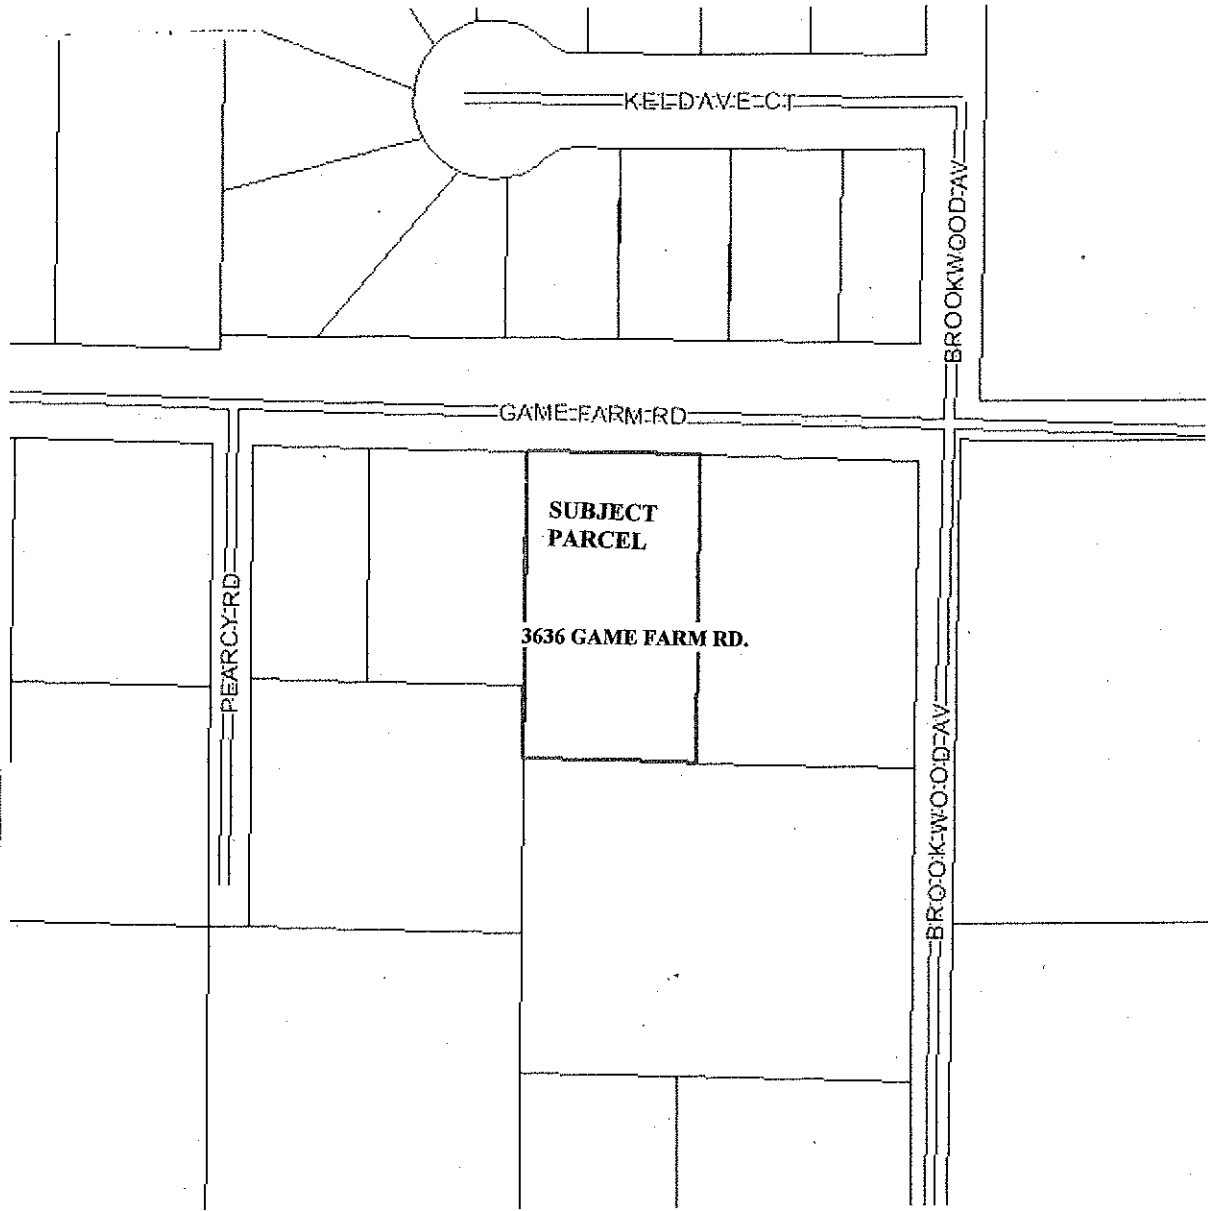 KELDAVE CT
BROOKWOOD AV
GAME FARM RD
SUBJECT
PARCEL
PEARCY RD
3636 GAME FARM RD.
BROOKWOOD AV